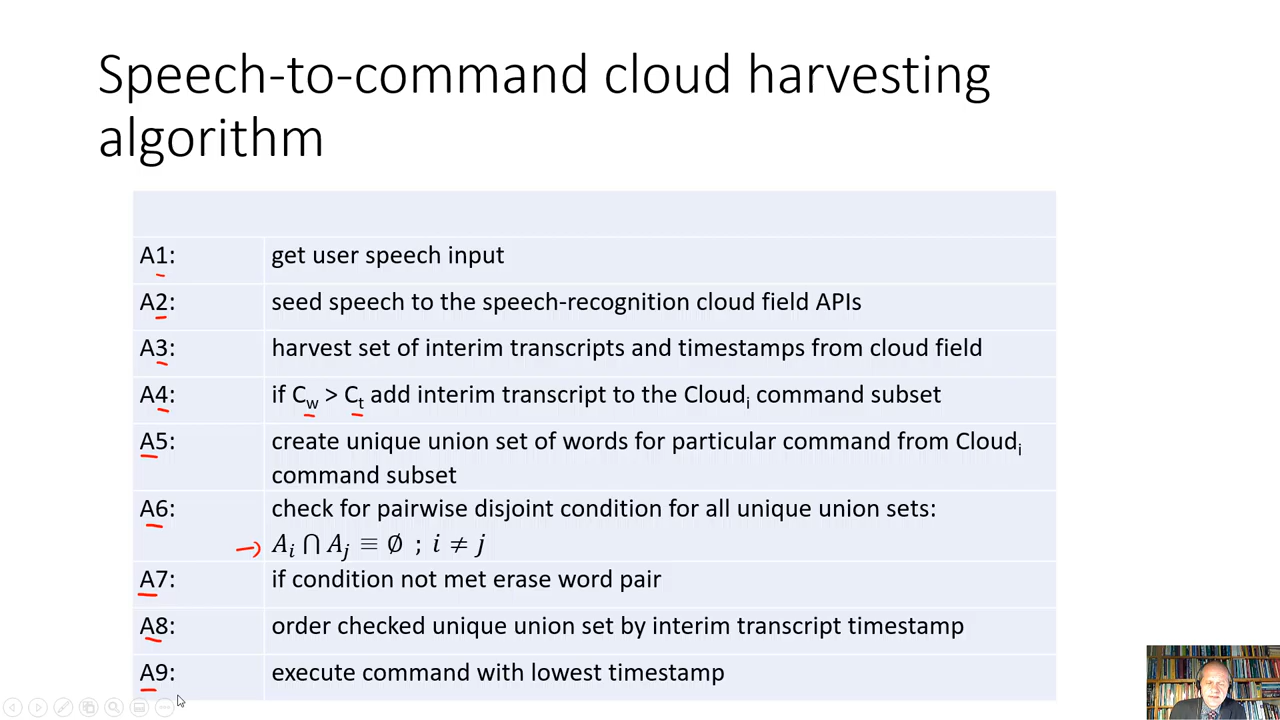 Speech-to-command cloud harvesting
algorithm
A1: get user speech input
A2: seed speech to the speech-recognition cloud field APIs
A3: harvest set of interim transcripts and timestamps from cloud field
A4: if Cw > Ct add interim transcript to the Cloudi command subset
A5: create unique union set of words for particular command from Cloudi
command subset
A6: check for pairwise disjoint condition for all unique union sets:
Ai ⋂ Aj ≡ ∅ ; i ≠ j
A7: if condition not met erase word pair
A8: order checked unique union set by interim transcript timestamp
A9: execute command with lowest timestamp